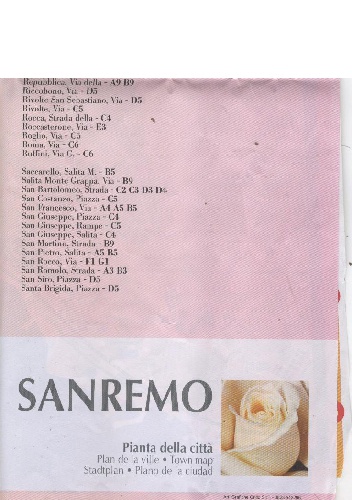 Repubblica, Via della - A9 B9
Riccobono, Via - D5
Rivolte San Sebastiano, Via - D5
Rivolte, Via - C5
Rocca, Strada della - C4
Roccasterone, Via - E3
Roglio, Via - C5
Roma, Via - C6
Ruffini, Via G. - C6
Saccarello, Salita M. - B5
Salita Monte Grappa, Via - B9
San Bartolomeo, Strada - C2 C3 D3 D4
San Costanzo, Piazza - C5
San Francesco, Via - A4 A5 B5
San Giuseppe, Piazza - C4
San Giuseppe, Rampe - C5
San Giuseppe, Salita - C4
San Martino, Strada - B9
San Pietro, Salita - A5 B5
San Rocco, Via - F1 G1
San Romolo, Strada - A3 B3
San Siro, Piazza - D5
Santa Brigida, Piazza - D5
SANREMO
Pianta della città
Plan de la ville • Town map
Stadtplan • Plano de la ciudad